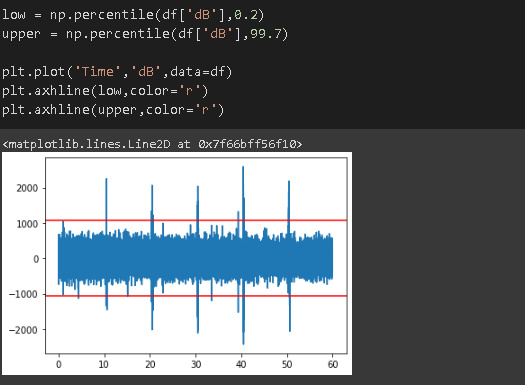 low = np.percentile(df['dB'],0.2)
upper = np.percentile(df['dB'],99.7)
plt.plot('Time','dB',data=df)
plt.axhline(low,color='r')
plt.axhline(upper,color='r')
<matplotlib.lines.Line2D at 0x7f66bff56f10>
2000
1000
0
−1000
−2000
0 10 20 30 40 50 60